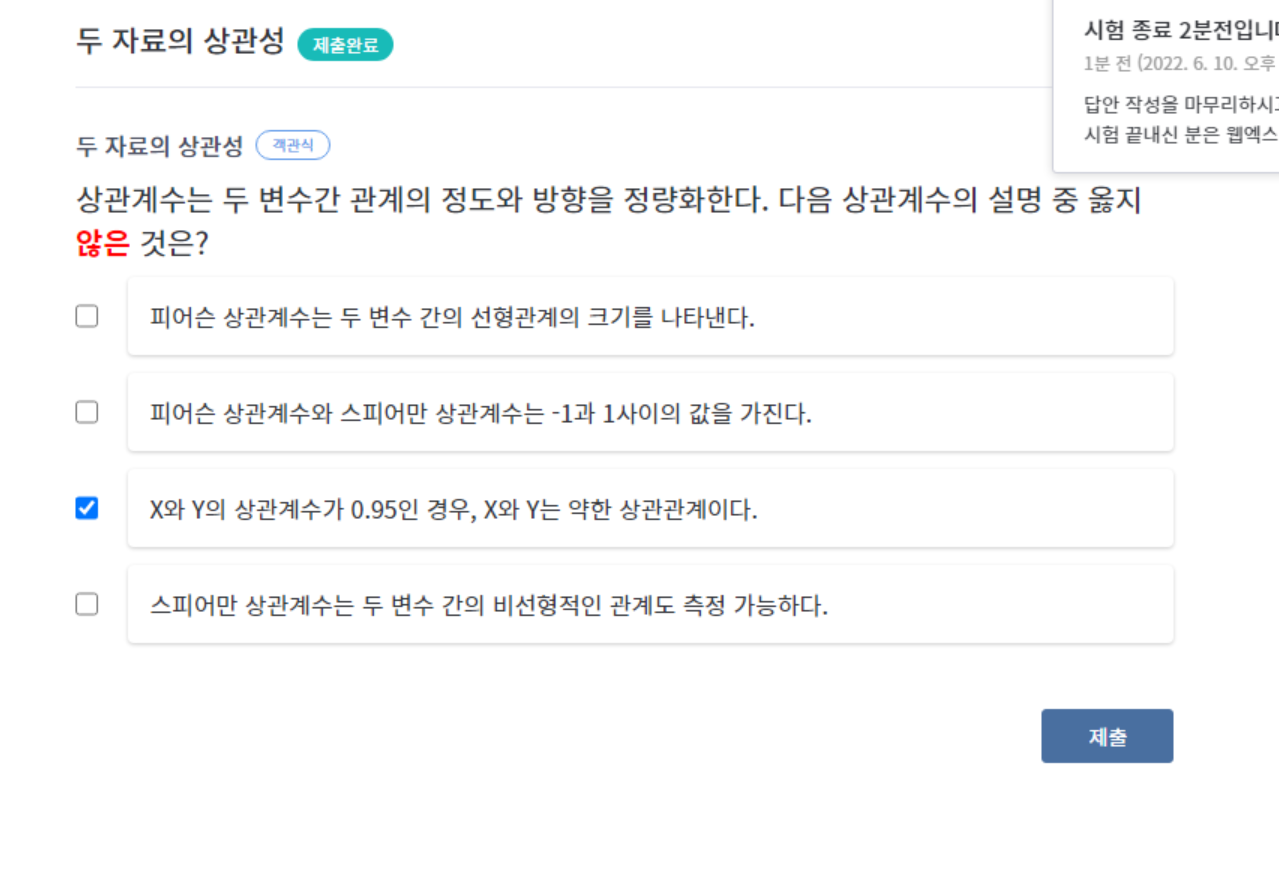 두 자료의 상관성 제출완료
시험 종료 2분전입니
1분 전 (2022. 6. 10. 오후
답안 작성을 마무리하시
시험 끝내신 분은 웹엑스
두 자료의 상관성 객관식
상관계수는 두 변수간 관계의 정도와 방향을 정량화한다. 다음 상관계수의 설명 중 옳지
않은 것은?
피어슨 상관계수는 두 변수 간의 선형관계의 크기를 나타낸다.
피어슨 상관계수와 스피어만 상관계수는 -1과 1사이의 값을 가진다.
X와 Y의 상관계수가 0.95인 경우, X와 Y는 약한 상관관계이다.
스피어만 상관계수는 두 변수 간의 비선형적인 관계도 측정 가능하다.
제출